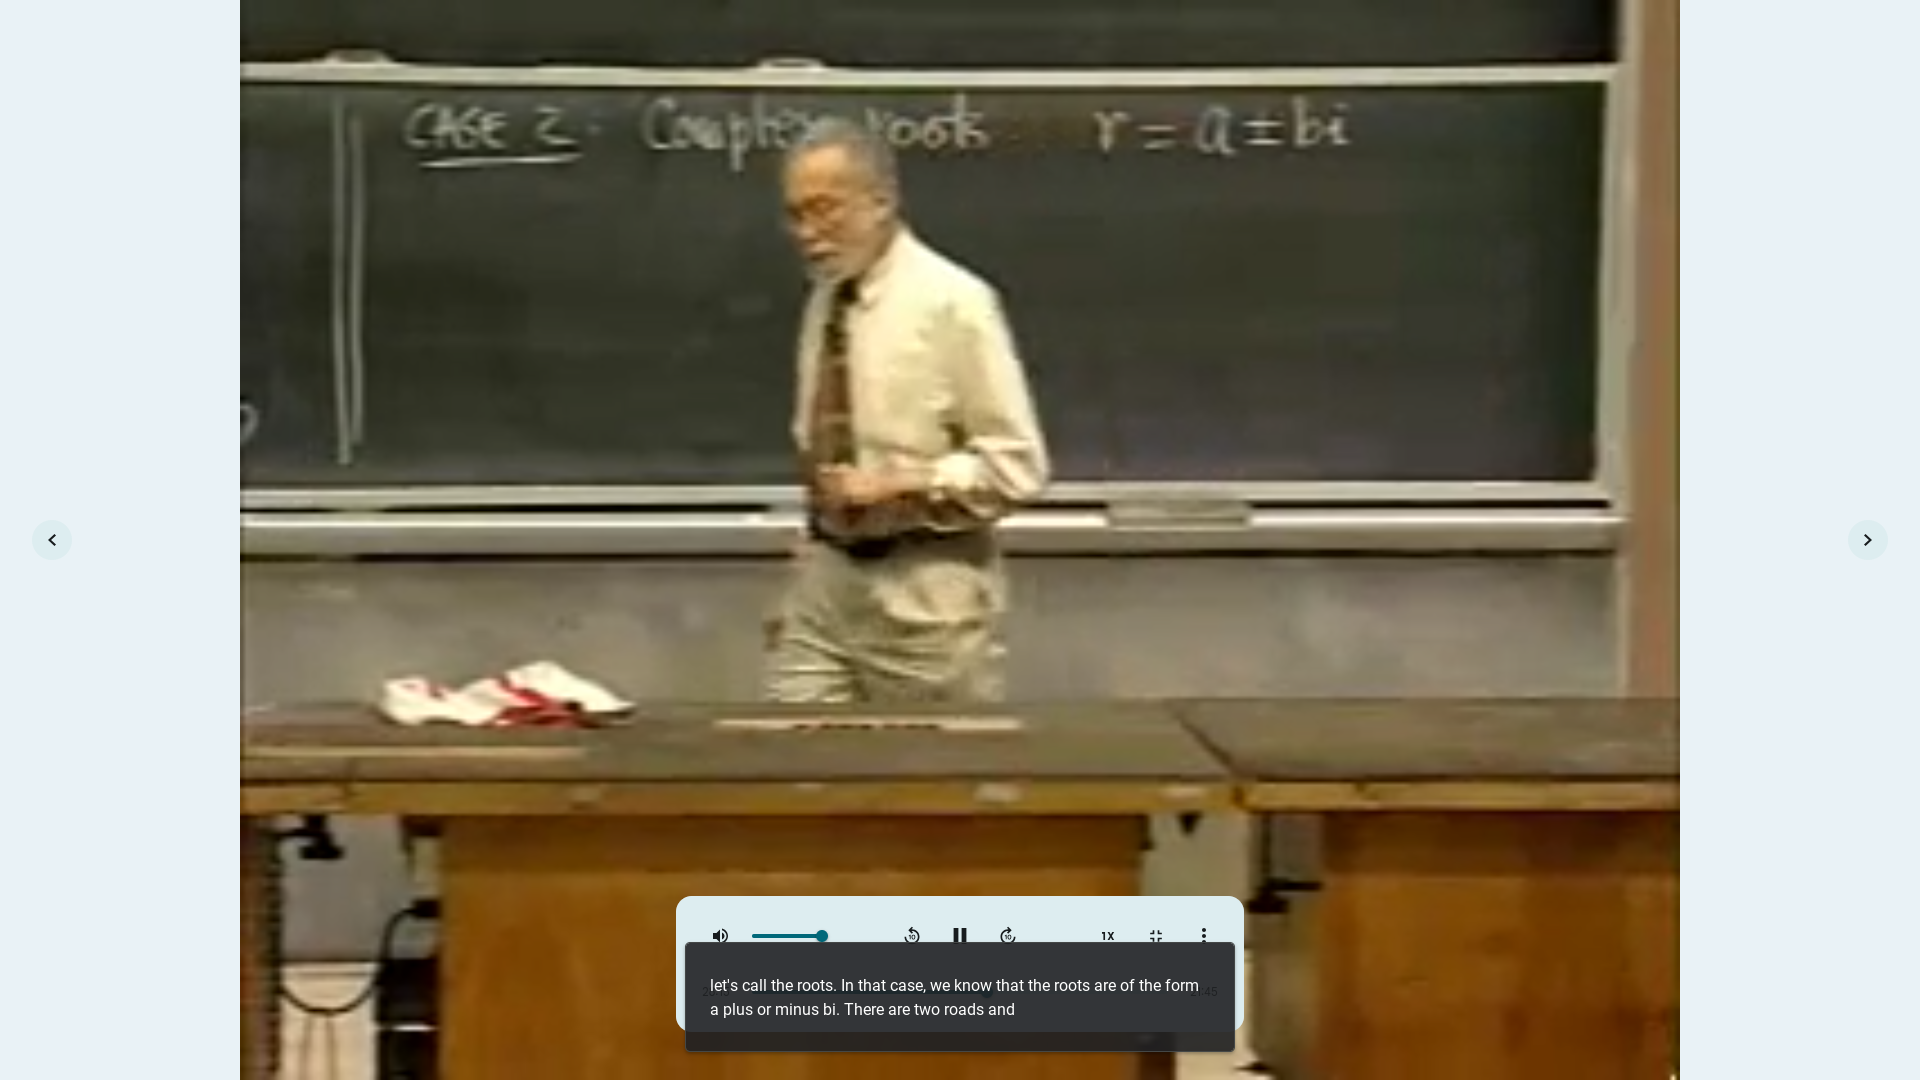 CASE 2: Complex roots r = a ± bi
1X
let's call the roots. In that case, we know that the roots are of the form
a plus or minus bi. There are two roads and